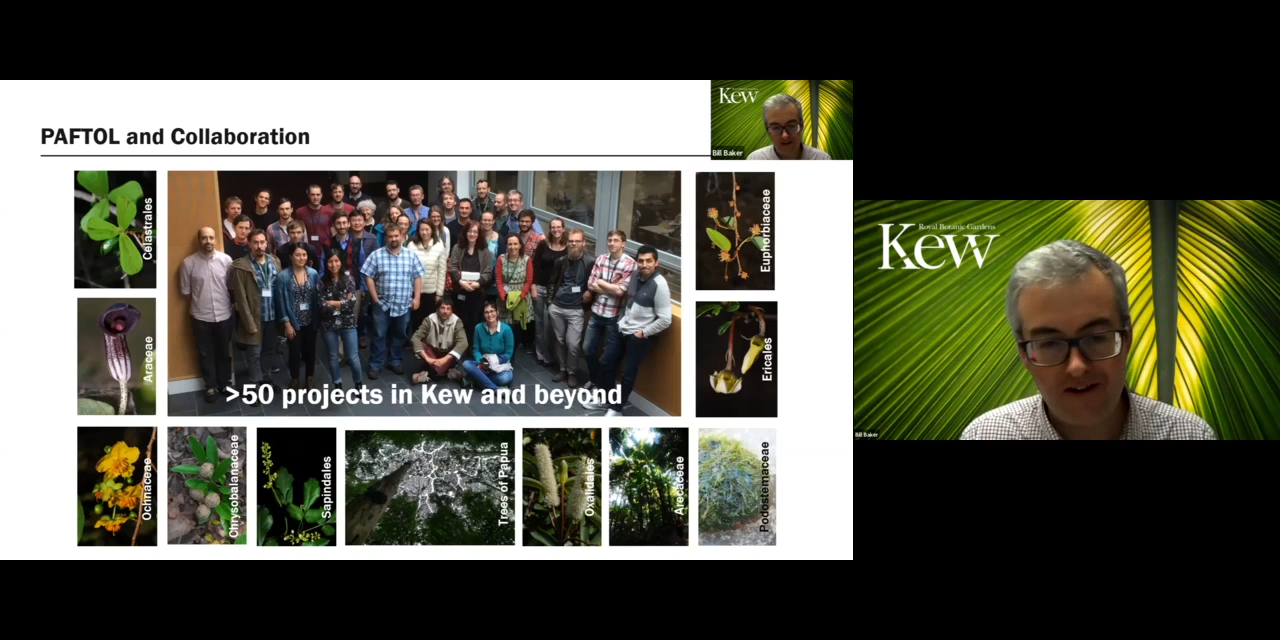 PAFTOL and Collaboration
Kew
Bill Baker
Celastrales
Euphorbiaceae
Araceae
Ericales
>50 projects in Kew and beyond
Ochnaceae
Chrysobalanaceae
Sapindales
Trees of Papua
Oxalidales
Arecaceae
Podostemaceae
Royal Botanic Gardens
Kew
Bill Baker